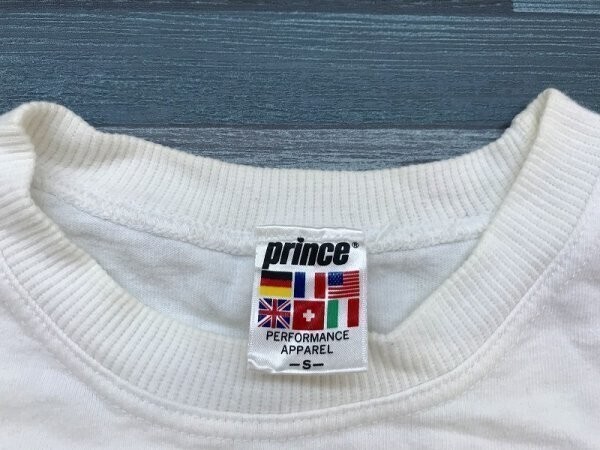 prince®
PERFORMANCE
APPAREL
-S-